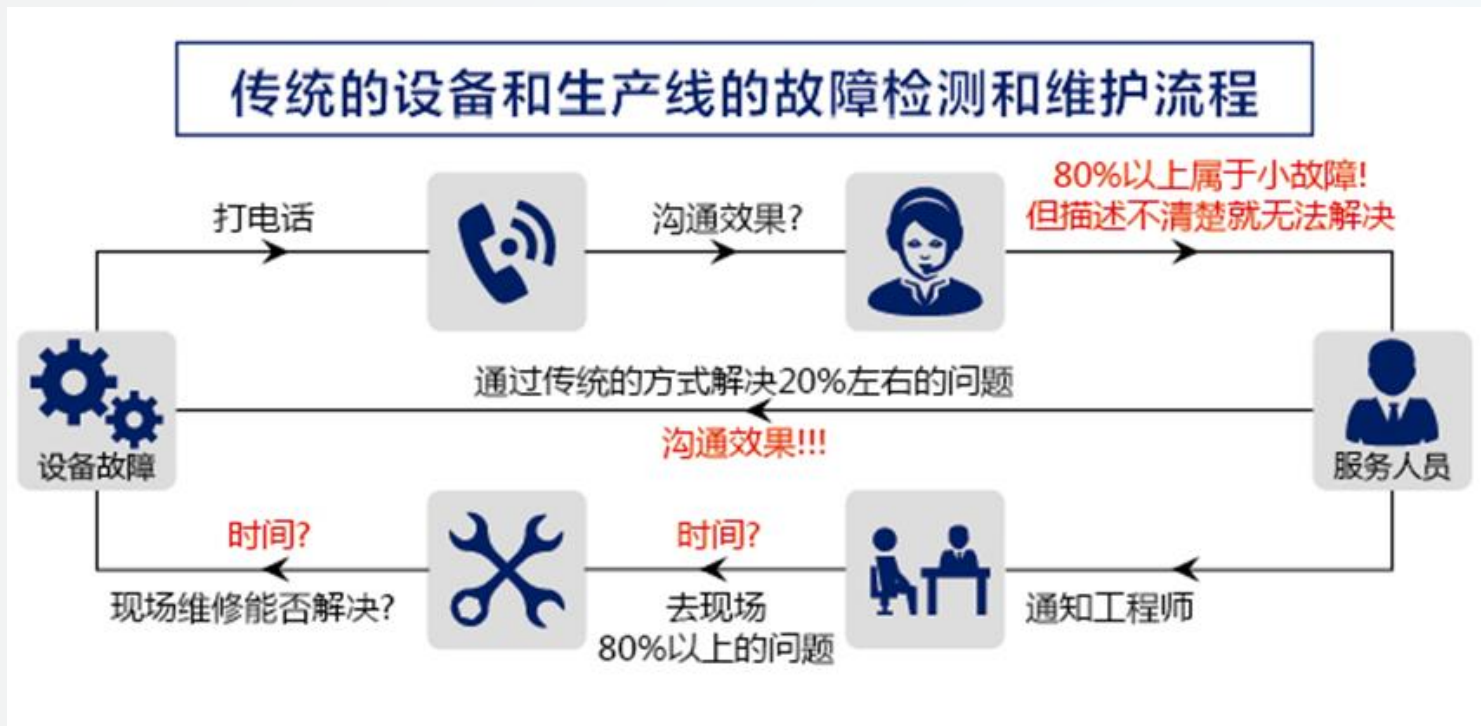 传统的设备和生产线的故障检测和维护流程
80%以上属于小故障!
打电话
沟通效果?
但描述不清楚就无法解决
通过传统的方式解决20%左右的问题
沟通效果!!!
设备故障
服务人员
时间?
时间?
现场维修能否解决?
去现场
通知工程师
80%以上的问题